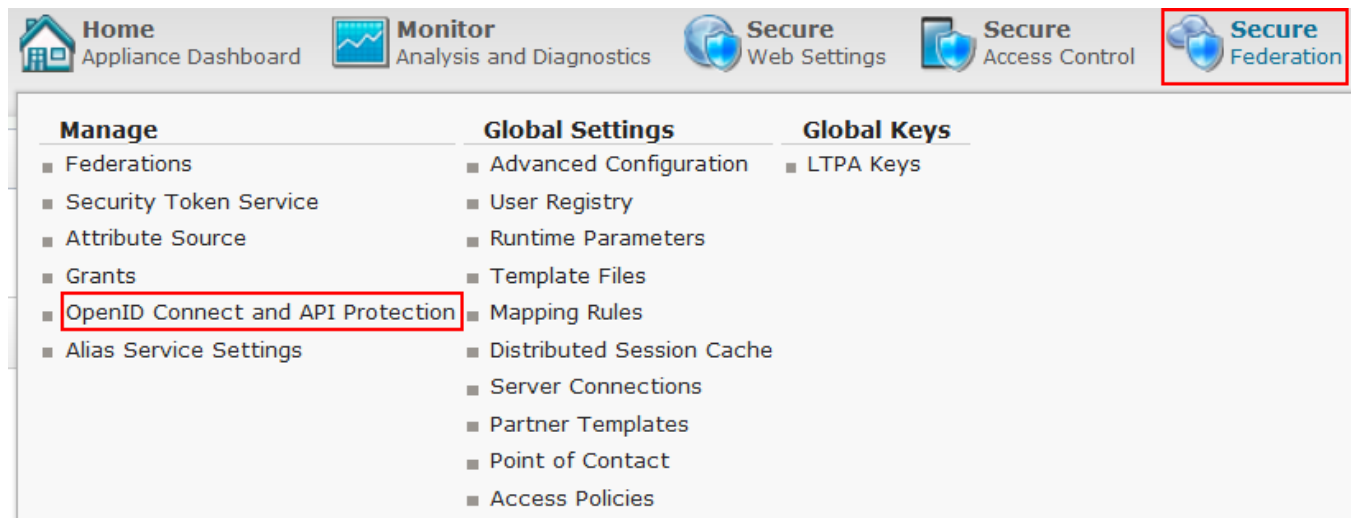 Home
Appliance Dashboard
Monitor
Analysis and Diagnostics
Secure
Web Settings
Secure
Access Control
Secure
Federation
Manage
Federations
Security Token Service
Attribute Source
Grants
OpenID Connect and API Protection
Alias Service Settings
Global Settings
Advanced Configuration
User Registry
Runtime Parameters
Template Files
Mapping Rules
Distributed Session Cache
Server Connections
Partner Templates
Point of Contact
Access Policies
Global Keys
LTPA Keys